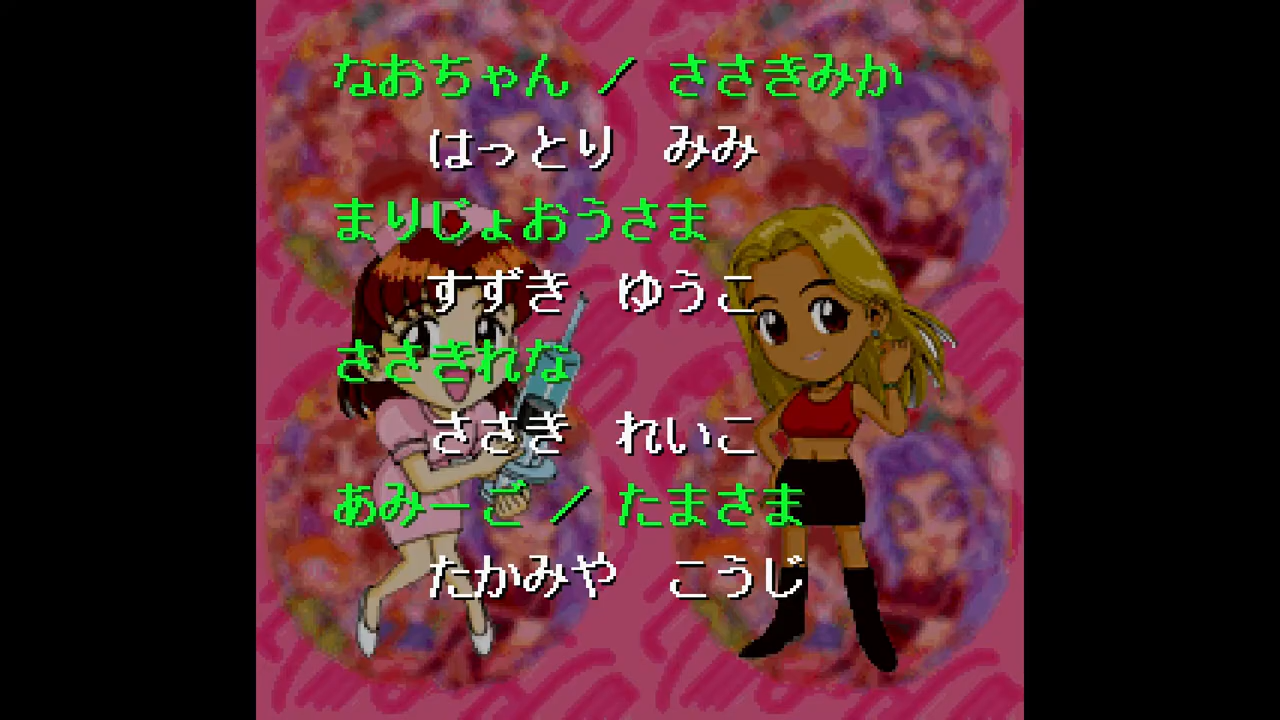 なおちゃん / ささきみか
はっとり みみ
まりじょおうさま
すずき ゆうこ
ささきれな
ささき れいこ
あみーご / たまさま
たかみや こうじ